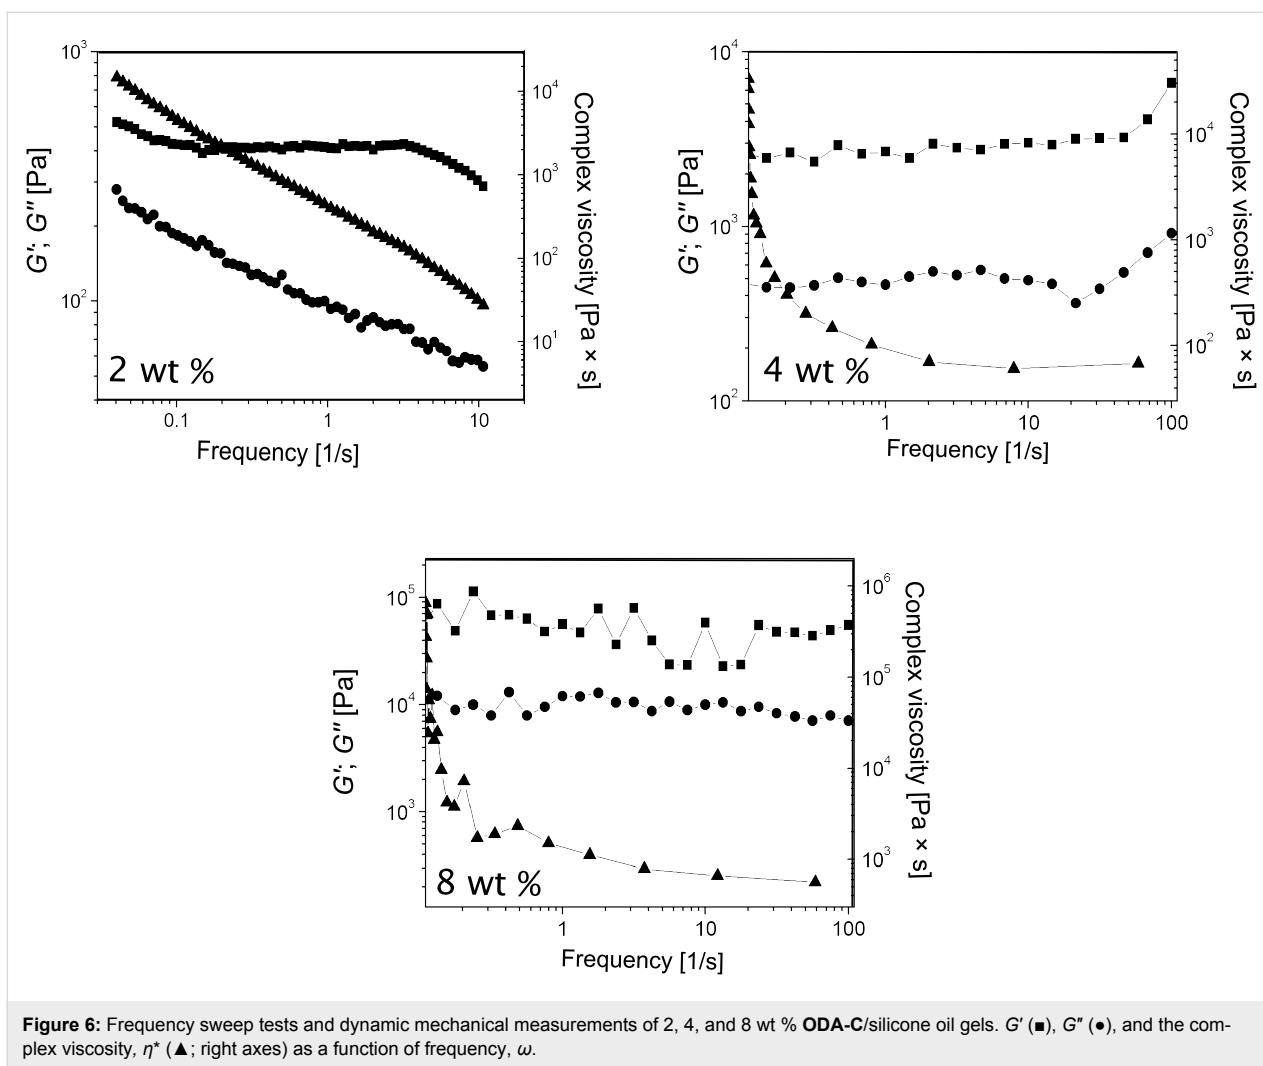 10³
10²
G′; G″ [Pa]
10⁴
10³
10²
10¹
Complex viscosity [Pa × s]
2 wt %
0.1
1
10
Frequency [1/s]
10⁴
10³
10²
G′; G″ [Pa]
10⁴
10³
10²
Complex viscosity [Pa × s]
4 wt %
1
10
100
Frequency [1/s]
10⁵
10⁴
10³
G′; G″ [Pa]
10⁶
10⁵
10⁴
10³
Complex viscosity [Pa × s]
8 wt %
1
10
100
Frequency [1/s]
Figure 6: Frequency sweep tests and dynamic mechanical measurements of 2, 4, and 8 wt % ODA-C/silicone oil gels. G′ (■), G″ (●), and the com-
plex viscosity, η* (▲; right axes) as a function of frequency, ω.